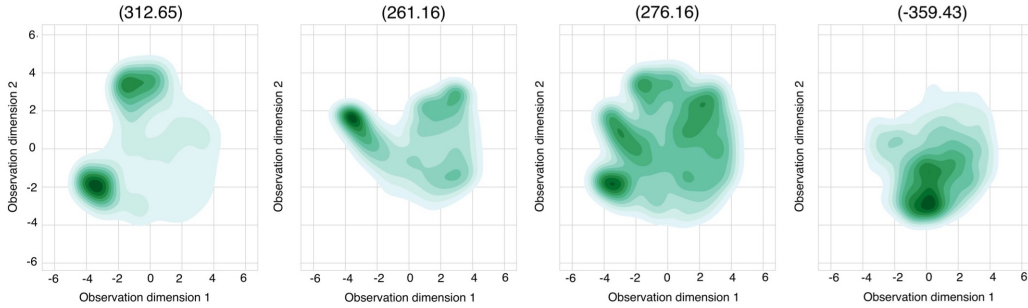 (312.65)
(261.16)
(276.16)
(-359.43)
Observation dimension 2
6
4
2
0
-2
-4
-6
-6 -4 -2 0 2 4 6
Observation dimension 1
Observation dimension 2
-6 -4 -2 0 2 4 6
Observation dimension 1
Observation dimension 2
-6 -4 -2 0 2 4 6
Observation dimension 1
Observation dimension 2
-6 -4 -2 0 2 4 6
Observation dimension 1